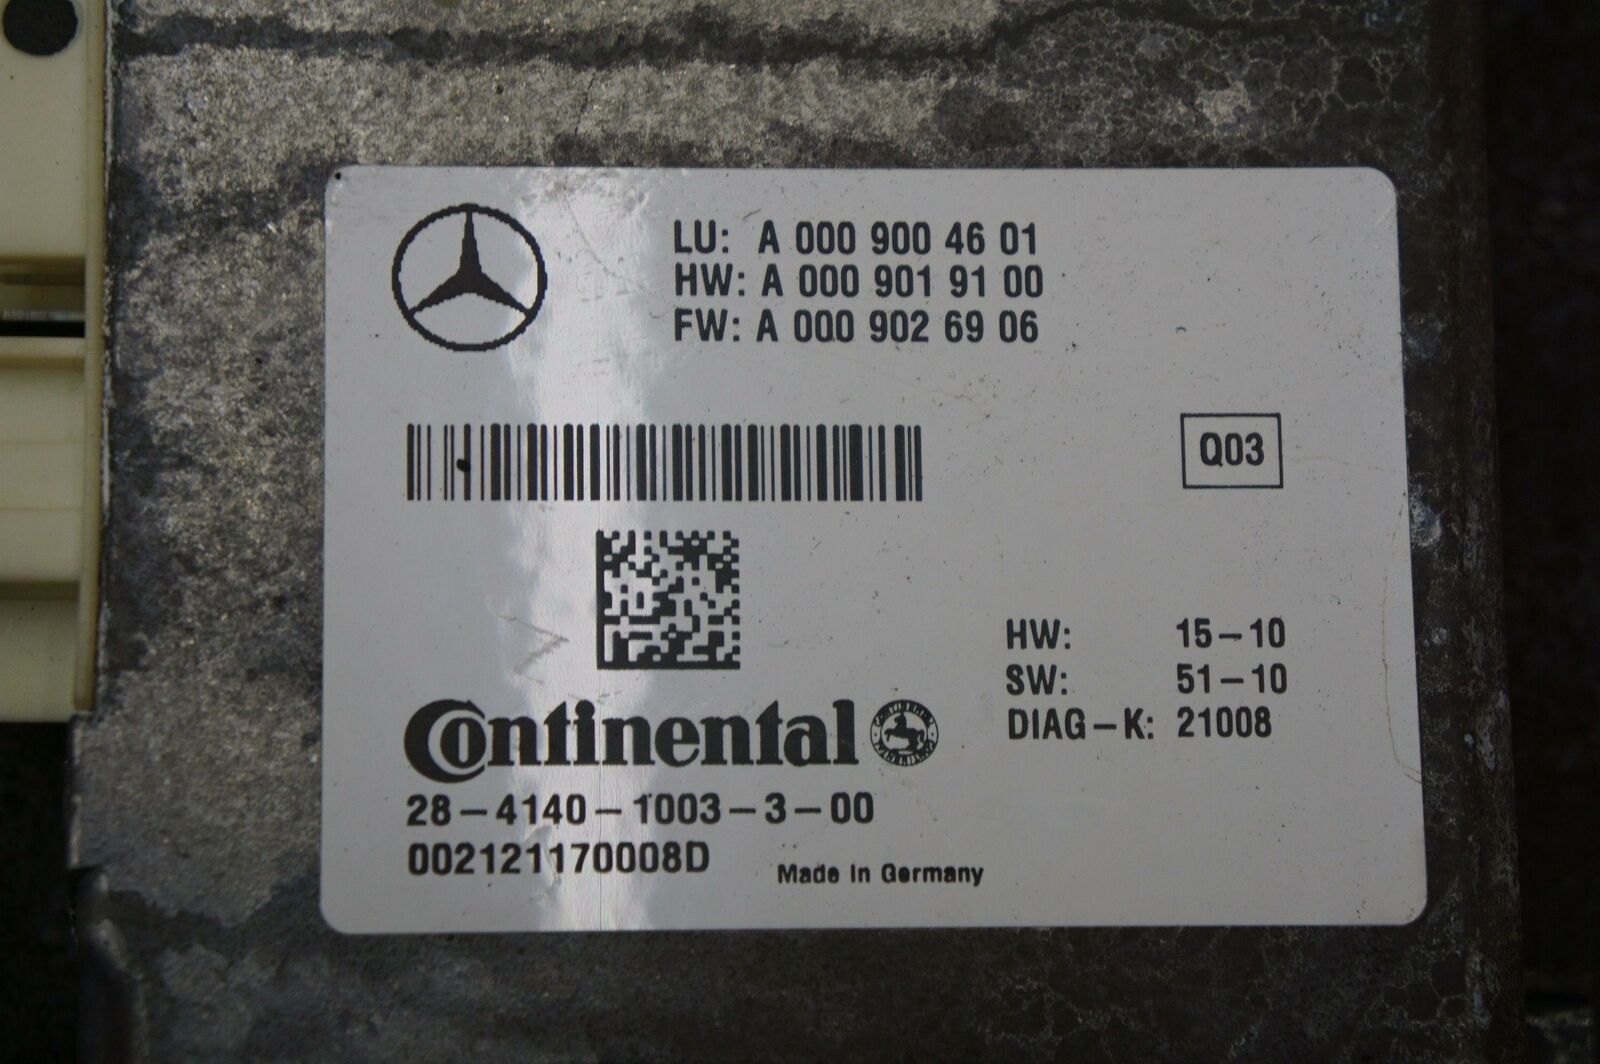 LU: A 000 900 46 01
HW: A 000 901 91 00
FW: A 000 902 69 06
Q03
HW: 15-10
SW: 51-10
DIAG-K: 21008
Continental
28-4140-1003-3-00
002121170008D
Made in Germany